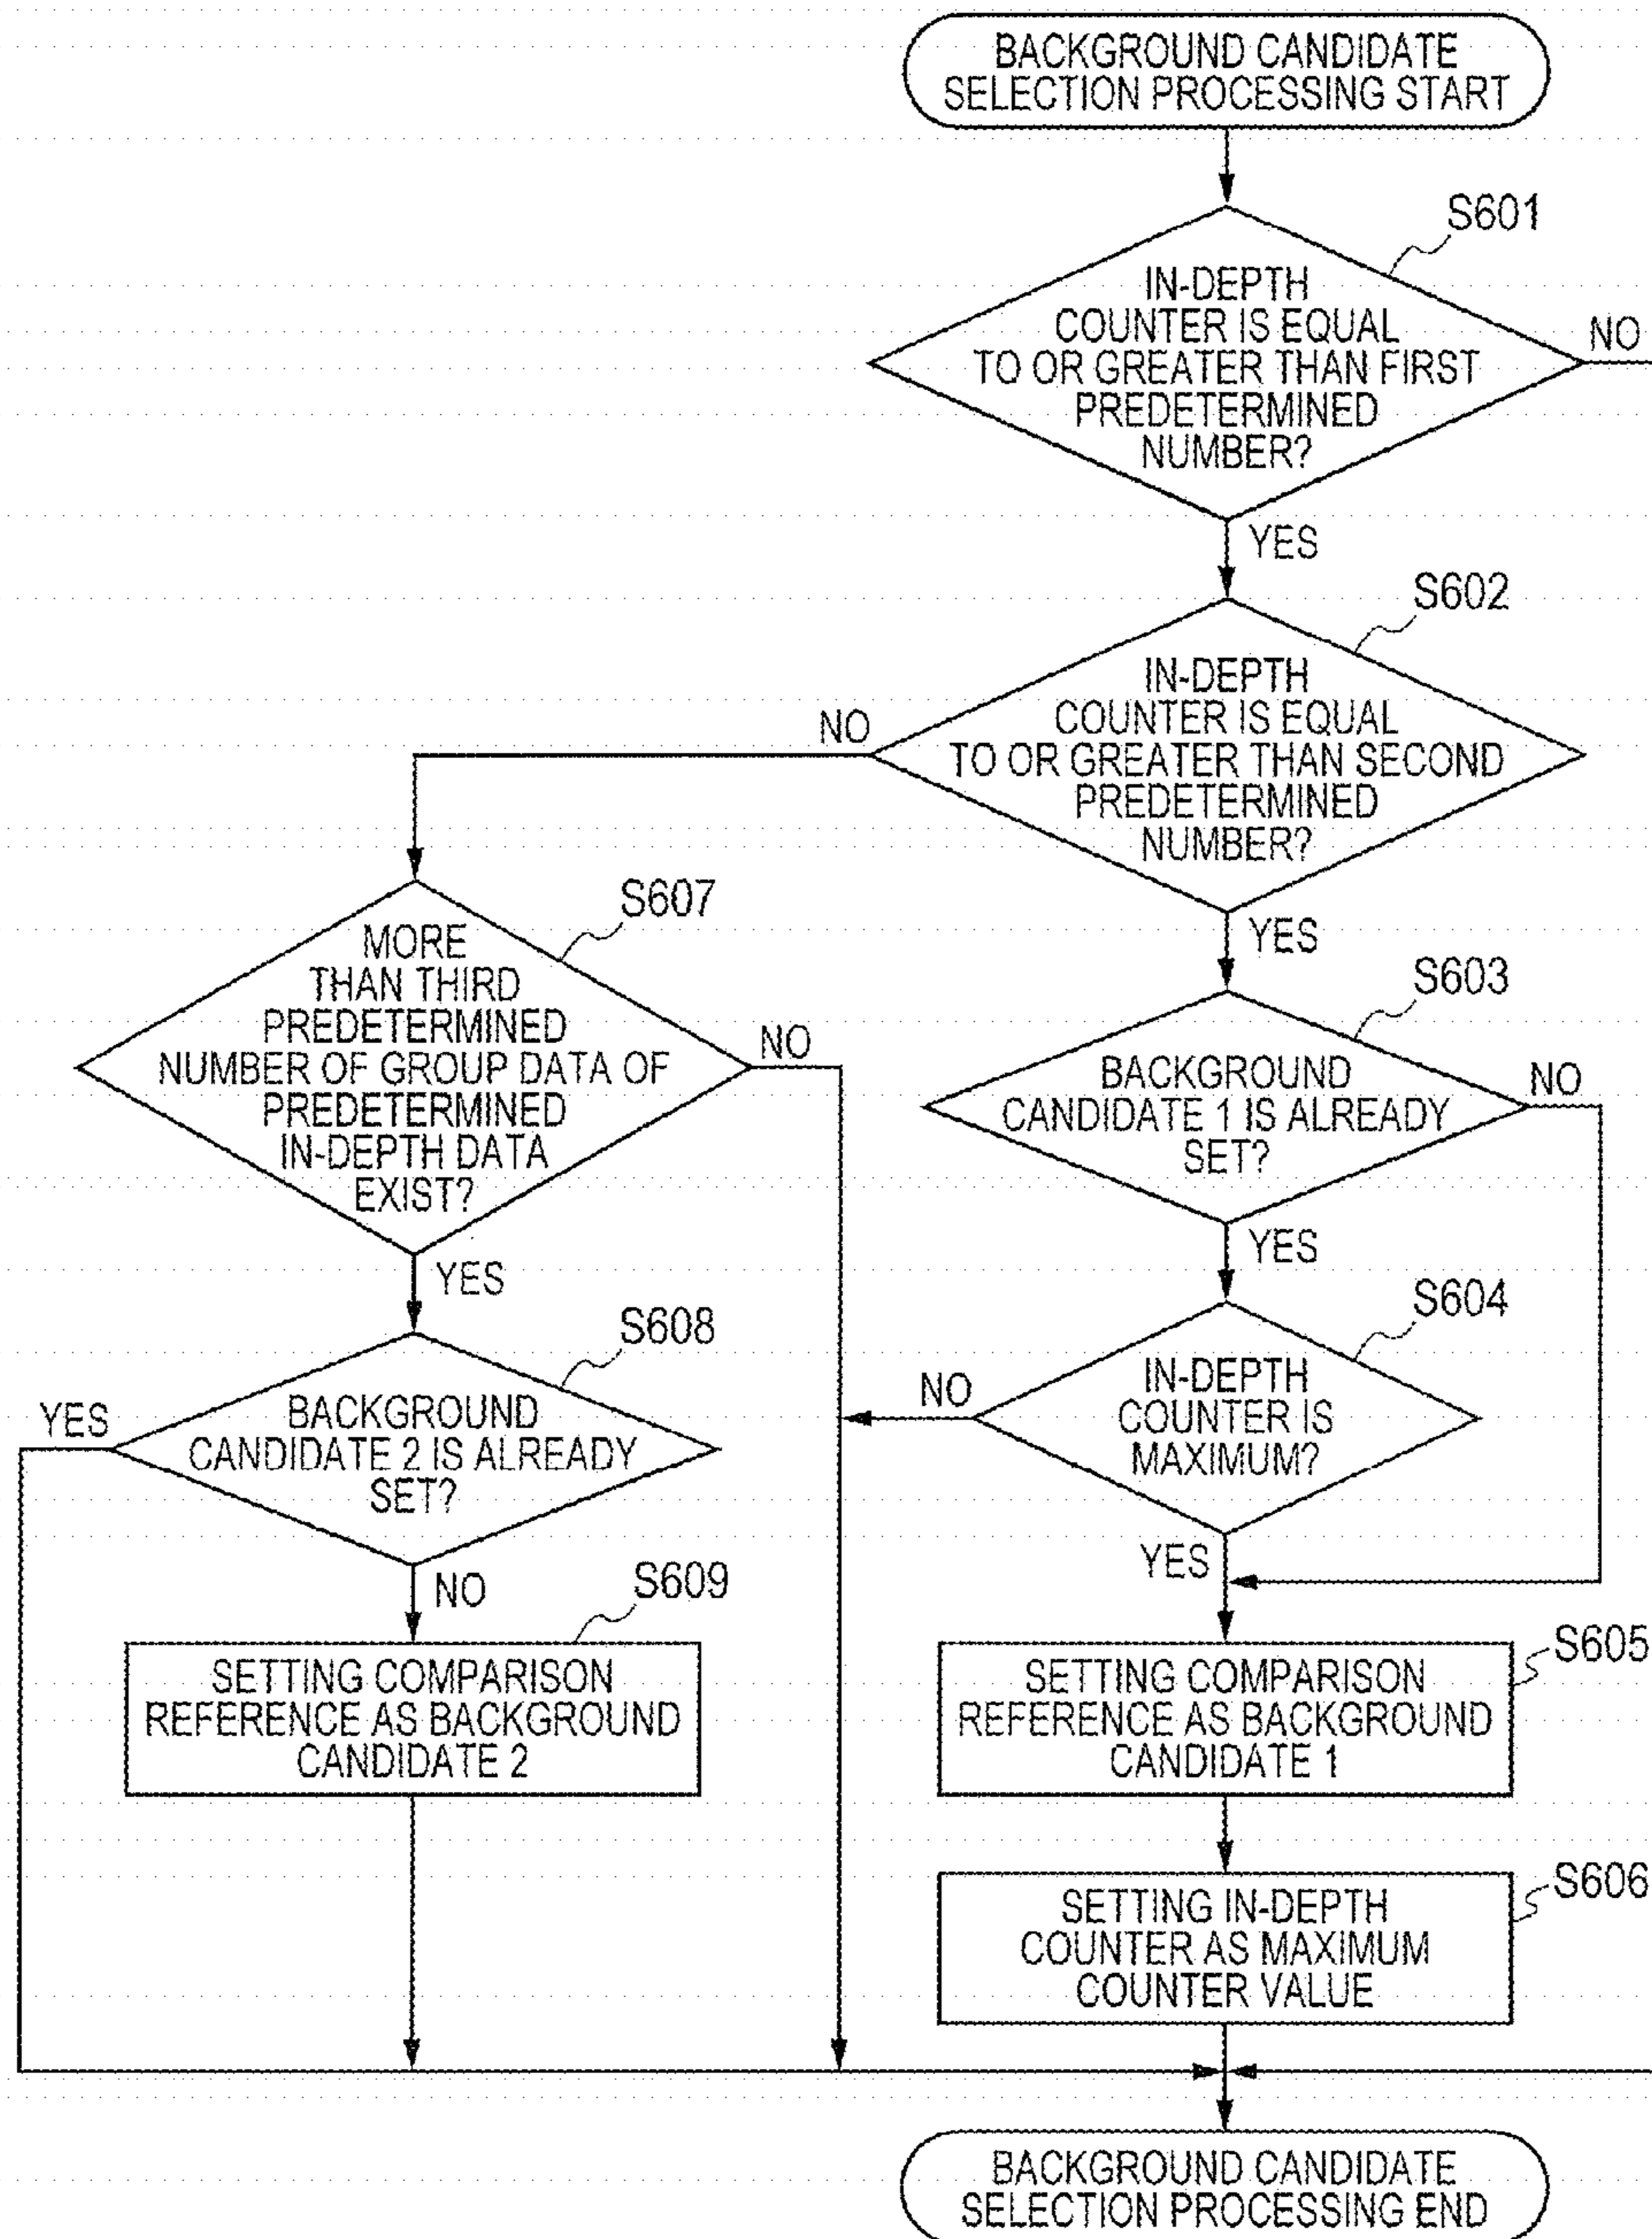 BACKGROUND CANDIDATE
SELECTION PROCESSING START
S601
IN-DEPTH
COUNTER IS EQUAL
TO OR GREATER THAN FIRST
PREDETERMINED
NUMBER?
NO
YES
S602
IN-DEPTH
COUNTER IS EQUAL
TO OR GREATER THAN SECOND
PREDETERMINED
NUMBER?
NO
YES
S607
MORE
THAN THIRD
PREDETERMINED
NUMBER OF GROUP DATA OF
PREDETERMINED
IN-DEPTH DATA
EXIST?
NO
YES
S603
BACKGROUND
CANDIDATE 1 IS ALREADY
SET?
NO
YES
S604
IN-DEPTH
COUNTER IS
MAXIMUM?
NO
YES
S608
BACKGROUND
CANDIDATE 2 IS ALREADY
SET?
YES
NO
S609
SETTING COMPARISON
REFERENCE AS BACKGROUND
CANDIDATE 2
S605
SETTING COMPARISON
REFERENCE AS BACKGROUND
CANDIDATE 1
S606
SETTING IN-DEPTH
COUNTER AS MAXIMUM
COUNTER VALUE
BACKGROUND CANDIDATE
SELECTION PROCESSING END